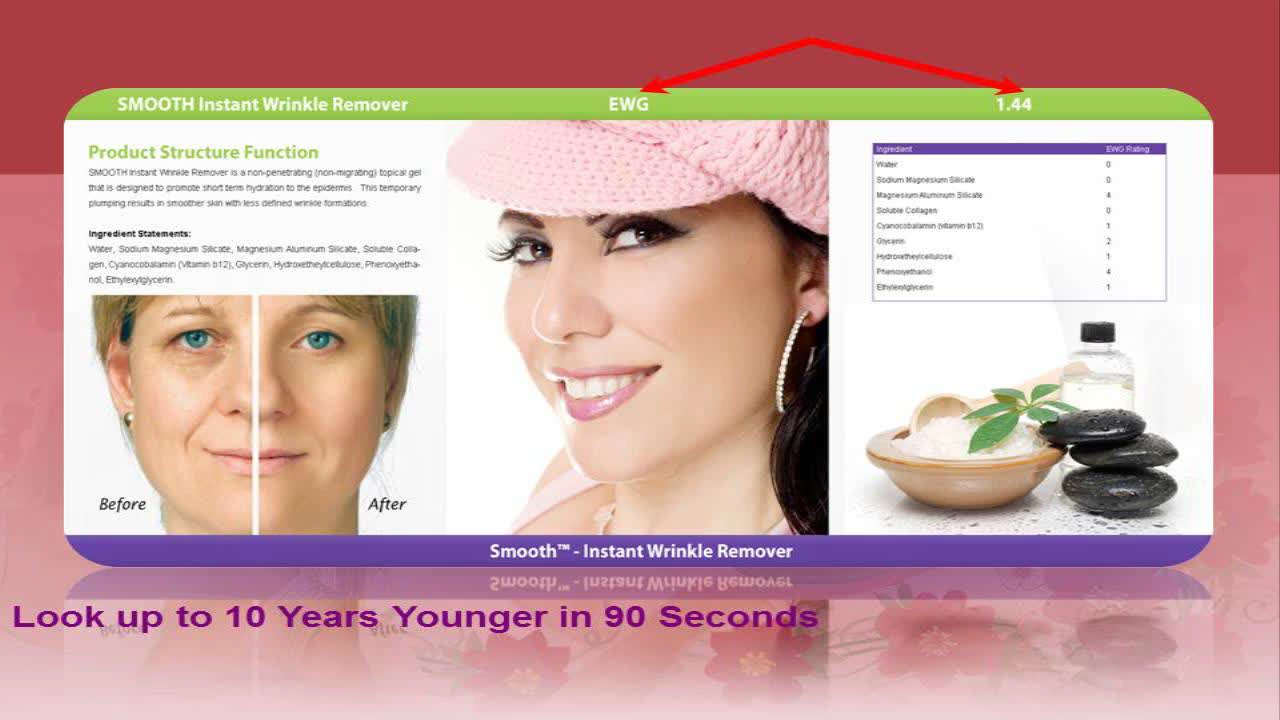 SMOOTH Instant Wrinkle Remover EWG 1.44
Product Structure Function
SMOOTH Instant Wrinkle Remover is a non-penetrating (non-migrating) topical gel
that is designed to promote short term hydration to the epidermis. This temporary
plumping results in smoother skin with less defined wrinkle formations.
Ingredient Statements:
Water, Sodium Magnesium Silicate, Magnesium Aluminum Silicate, Soluble Colla-
gen, Cyanocobalamin (Vitamin b12), Glycerin, Hydroxetheylcellulose, Phenoxyetha-
nol, Ethylexylglycerin.
Before
After
Ingredient EWG Rating
Water 0
Sodium Magnesium Silicate 0
Magnesium Aluminum Silicate 4
Soluble Collagen 0
Cyanocobalamin (vitamin b12) 1
Glycerin 2
Hydroxetheylcellulose 1
Phenoxyethanol 4
Ethylexylglycerin 1
Smooth™ - Instant Wrinkle Remover
Look up to 10 Years Younger in 90 Seconds